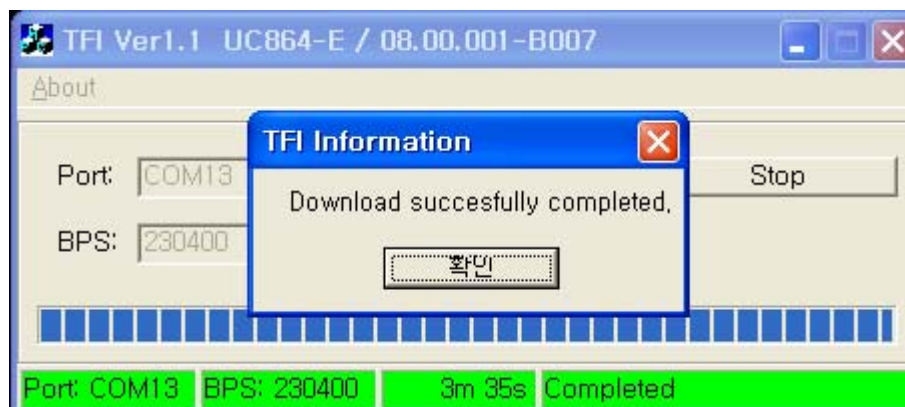 TFI Ver1.1 UC864-E / 08.00.001-B007
About
TFI Information
Port: COM13
Stop
Download succesfully completed.
BPS: 230400
확인
Port: COM13 BPS: 230400 3m 35s Completed